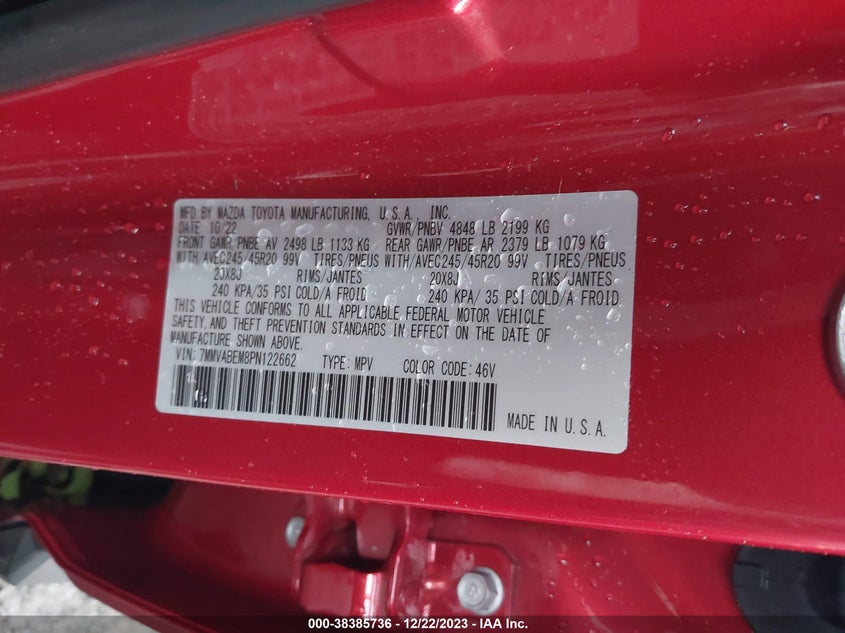 MFD. BY MAZDA TOYOTA MANUFACTURING, U.S.A., INC.
DATE 10/22 GVWR/PNBV 4848 LB 2199 KG
FRONT GAWR/PNBE AV 2498 LB 1133 KG REAR GAWR/PNBE AR 2379 LB 1079 KG
WITH/AVEC245/45R20 99V TIRES/PNEUS WITH/AVEC245/45R20 99V TIRES/PNEUS
20X8J RIMS/JANTES 20X8J RIMS/JANTES
240 KPA/35 PSI COLD/A FROID 240 KPA/ 35 PSI COLD/A FROID
THIS VEHICLE CONFORMS TO ALL APPLICABLE FEDERAL MOTOR VEHICLE
SAFETY, AND THEFT PREVENTION STANDARDS IN EFFECT ON THE DATE OF
MANUFACTURE SHOWN ABOVE.
VIN: 7MMVABEM8PN122662 TYPE: MPV COLOR CODE: 46V
MADE IN U.S.A.
000-38385736 - 12/22/2023 - IAA Inc.